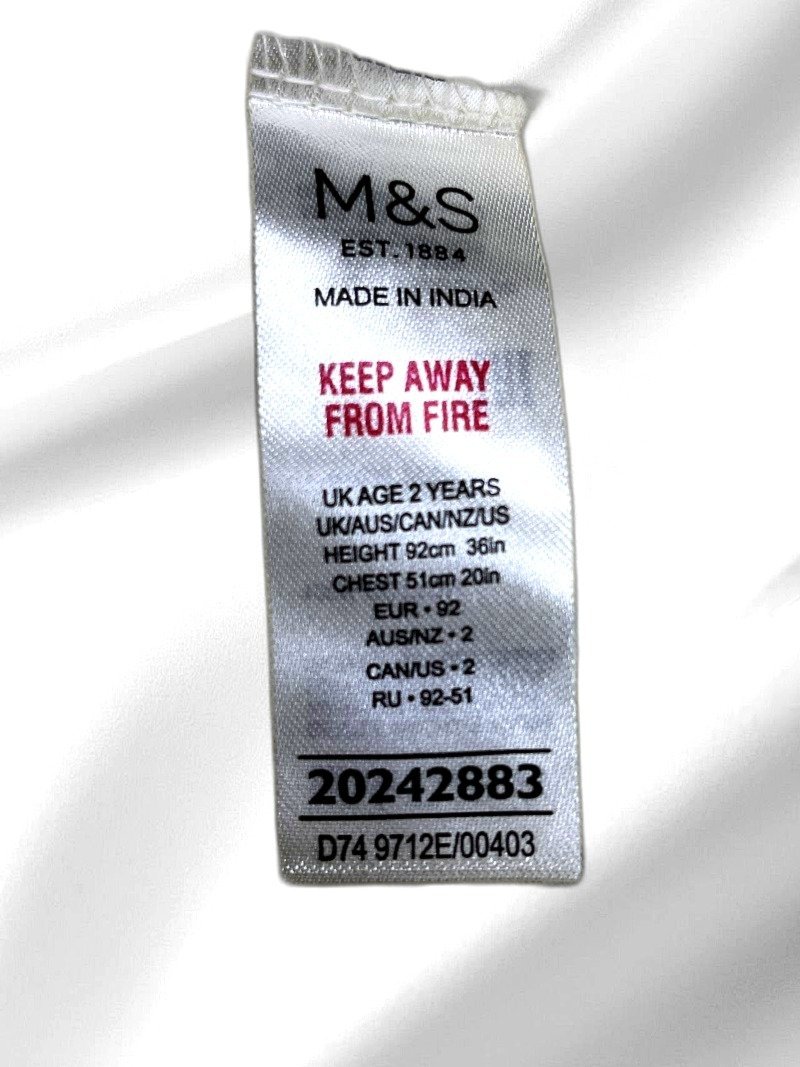 M&S
EST. 1884
MADE IN INDIA
KEEP AWAY
FROM FIRE
UK AGE 2 YEARS
UK/AUS/CAN/NZ/US
HEIGHT 92cm 36in
CHEST 51cm 20in
EUR • 92
AUS/NZ • 2
CAN/US • 2
RU • 92-51
20242883
D74 9712E/00403